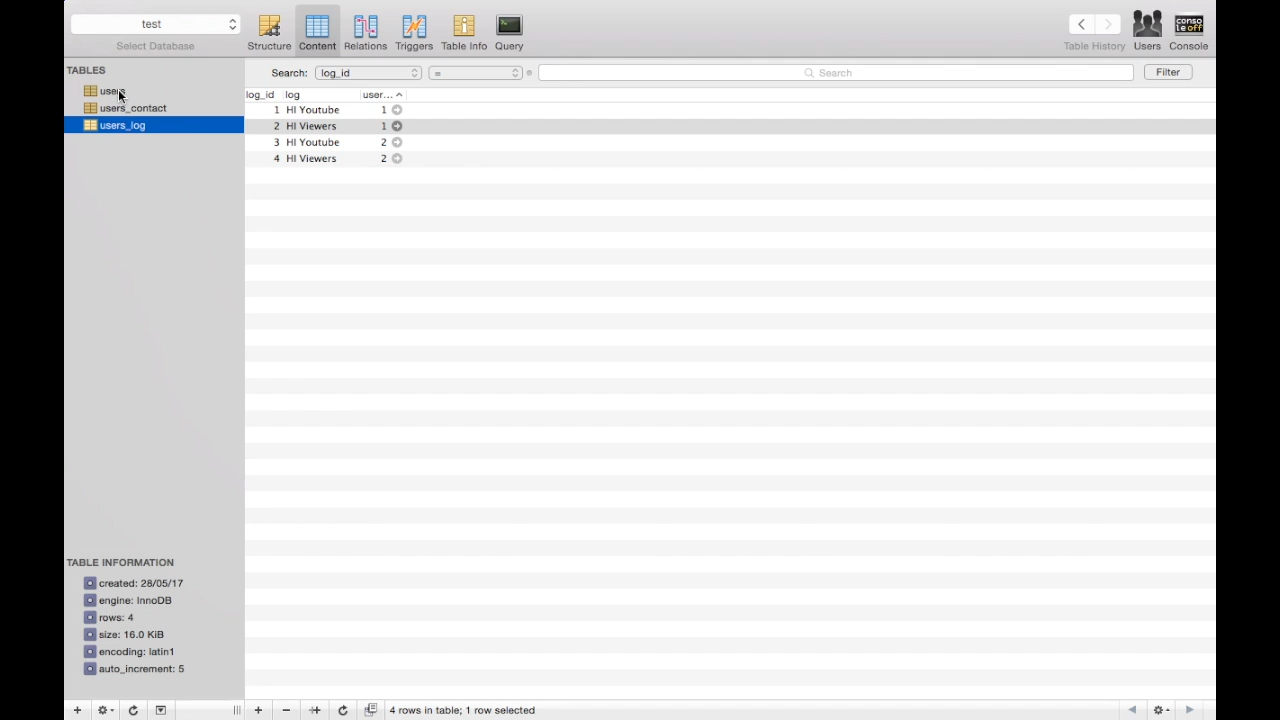 test
Select Database
Structure
Content
Relations
Triggers
Table Info
Query
Table History
Users
conso
le off
Console
TABLES
users
users_contact
users_log
Search: log_id = Search Filter
log_id log user...
1 HI Youtube 1
2 HI Viewers 1
3 HI Youtube 2
4 HI Viewers 2
TABLE INFORMATION
created: 28/05/17
engine: InnoDB
rows: 4
size: 16.0 KiB
encoding: latin1
auto_increment: 5
4 rows in table; 1 row selected